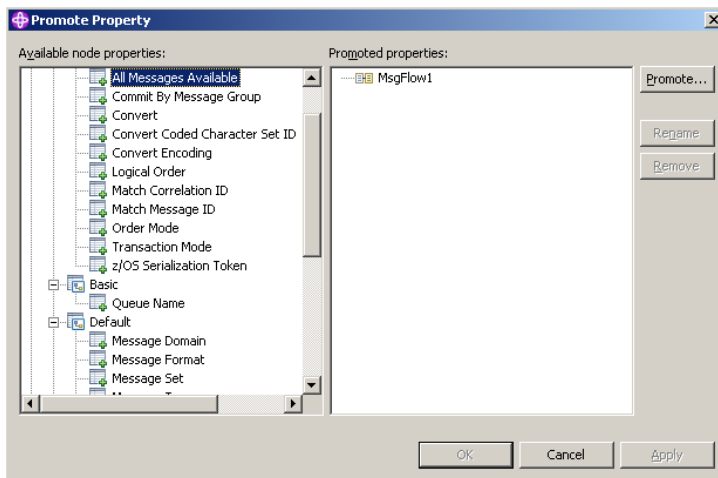 Promote Property
Available node properties:
Promoted properties:
All Messages Available
Commit By Message Group
Convert
Convert Coded Character Set ID
Convert Encoding
Logical Order
Match Correlation ID
Match Message ID
Order Mode
Transaction Mode
z/OS Serialization Token
Basic
Queue Name
Default
Message Domain
Message Format
Message Set
MsgFlow1
Promote...
Rename
Remove
OK
Cancel
Apply